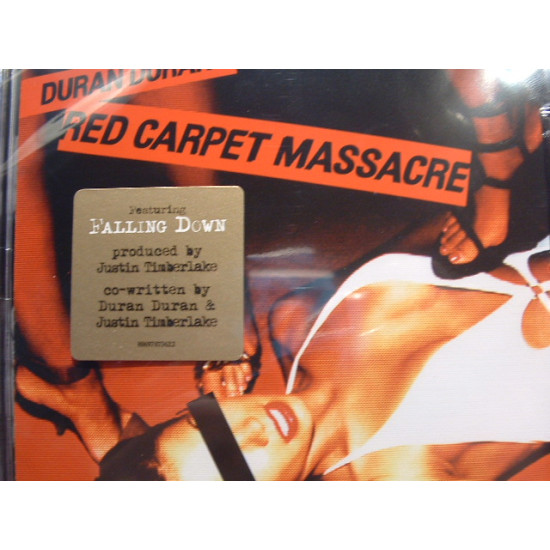 DURAN DURAN
RED CARPET MASSACRE
Featuring
FALLING DOWN
produced by
Justin Timberlake
co-written by
Duran Duran &
Justin Timberlake